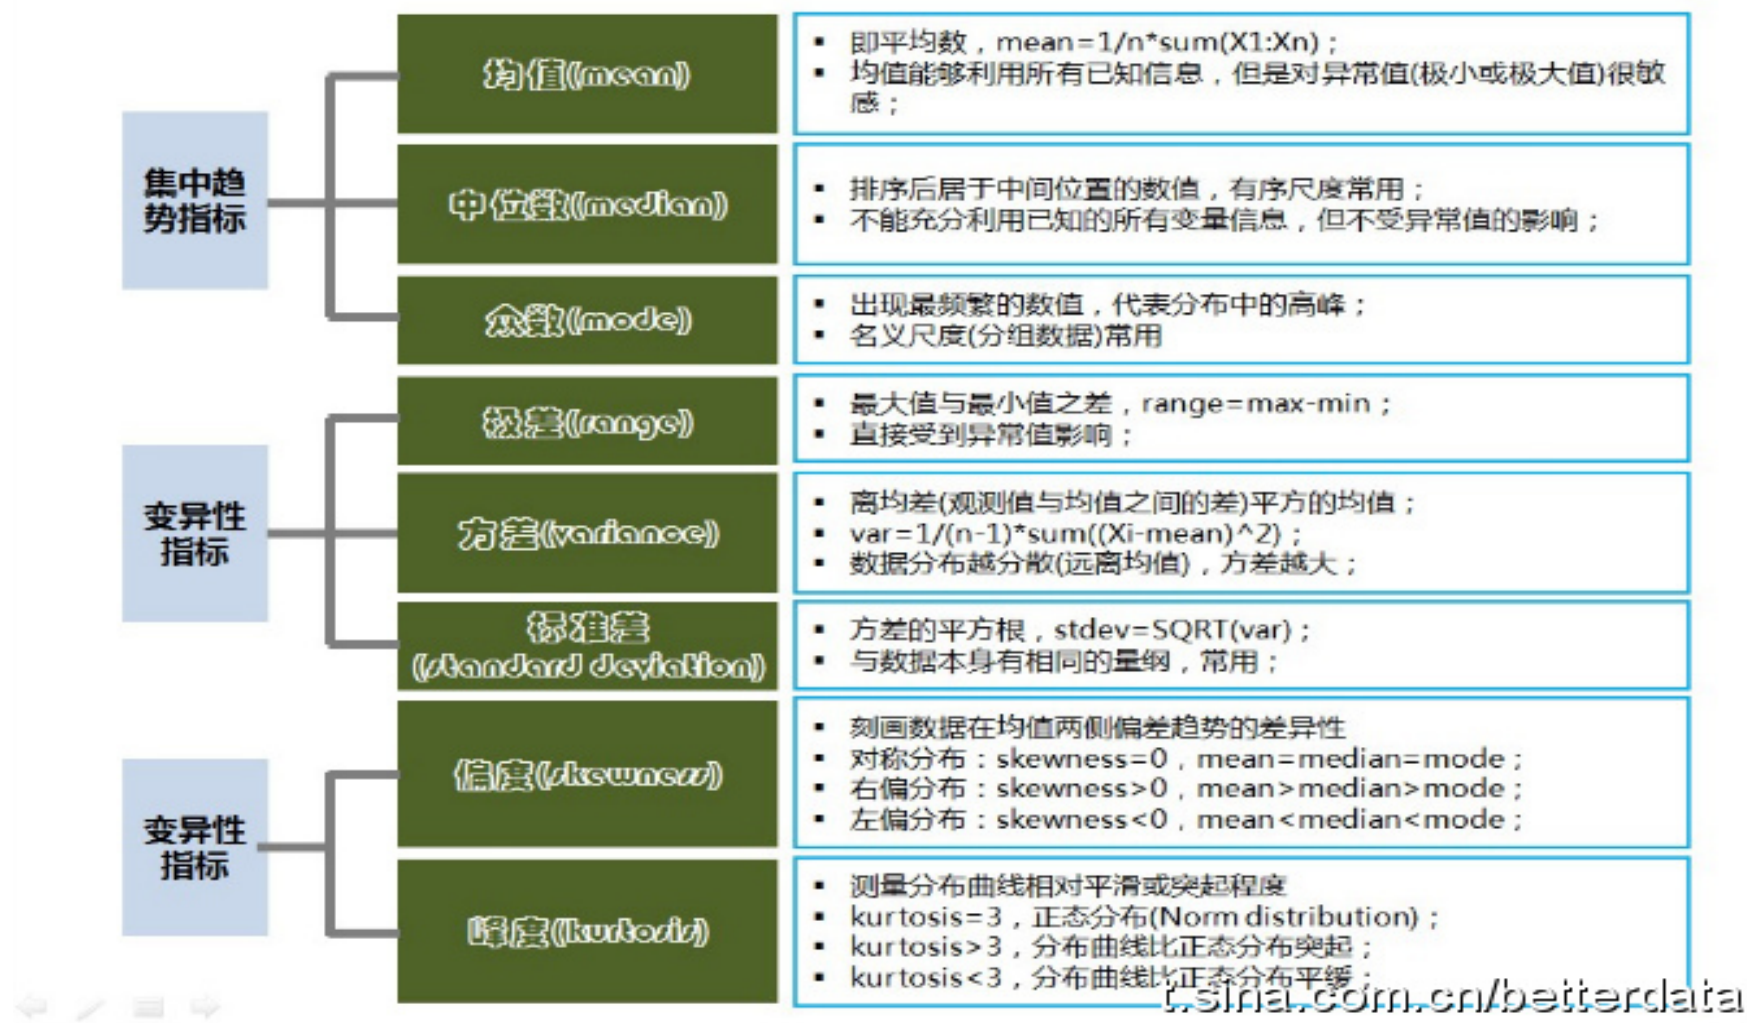 集中趋
势指标
均值(mean)
▪ 即平均数，mean=1/n*sum(X1:Xn)；
▪ 均值能够利用所有已知信息，但是对异常值(极小或极大值)很敏
感；
中位数(median)
▪ 排序后居于中间位置的数值，有序尺度常用；
▪ 不能充分利用已知的所有变量信息，但不受异常值的影响；
众数(mode)
▪ 出现最频繁的数值，代表分布中的高峰；
▪ 名义尺度(分组数据)常用
变异性
指标
极差(range)
▪ 最大值与最小值之差，range=max-min；
▪ 直接受到异常值影响；
方差(variance)
▪ 离均差(观测值与均值之间的差)平方的均值；
▪ var=1/(n-1)*sum((Xi-mean)^2)；
▪ 数据分布越分散(远离均值)，方差越大；
标准差
(standard deviation)
▪ 方差的平方根，stdev=SQRT(var)；
▪ 与数据本身有相同的量纲，常用；
变异性
指标
偏度(skewness)
▪ 刻画数据在均值两侧偏差趋势的差异性
▪ 对称分布：skewness=0，mean=median=mode；
▪ 右偏分布：skewness>0，mean>median>mode；
▪ 左偏分布：skewness<0，mean<median<mode；
峰度(kurtosis)
▪ 测量分布曲线相对平滑或突起程度
▪ kurtosis=3，正态分布(Norm distribution)；
▪ kurtosis>3，分布曲线比正态分布突起；
▪ kurtosis<3，分布曲线比正态分布平缓；
t.sina.com.cn/betterdata